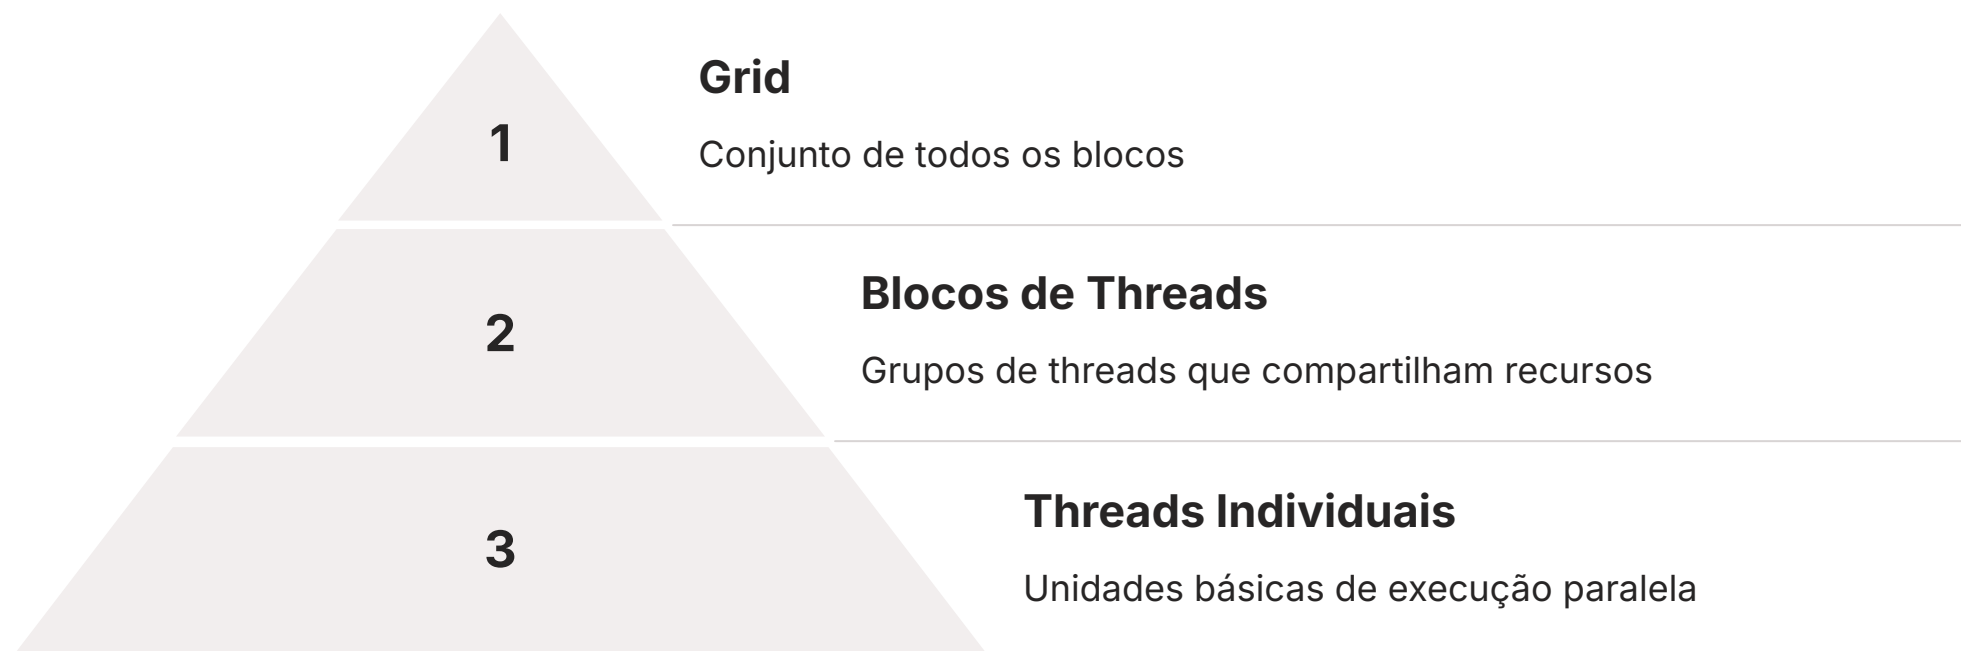 1
Grid
Conjunto de todos os blocos
2
Blocos de Threads
Grupos de threads que compartilham recursos
3
Threads Individuais
Unidades básicas de execução paralela